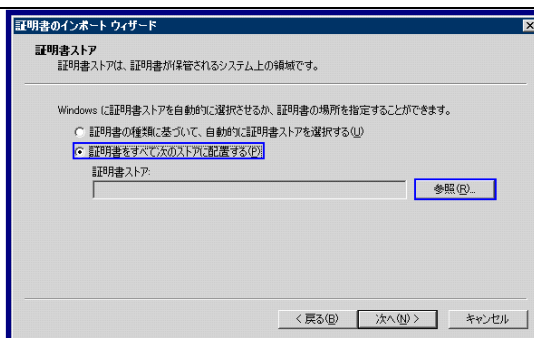 証明書のインポート ウィザード
証明書ストア
証明書ストアは、証明書が保管されるシステム上の領域です。
Windows に証明書ストアを自動的に選択させるか、証明書の場所を指定することができます。
証明書の種類に基づいて、自動的に証明書ストアを選択する(U)
証明書をすべて次のストアに配置する(P)
証明書ストア:
参照(R)...
< 戻る(B) 次へ(N) > キャンセル